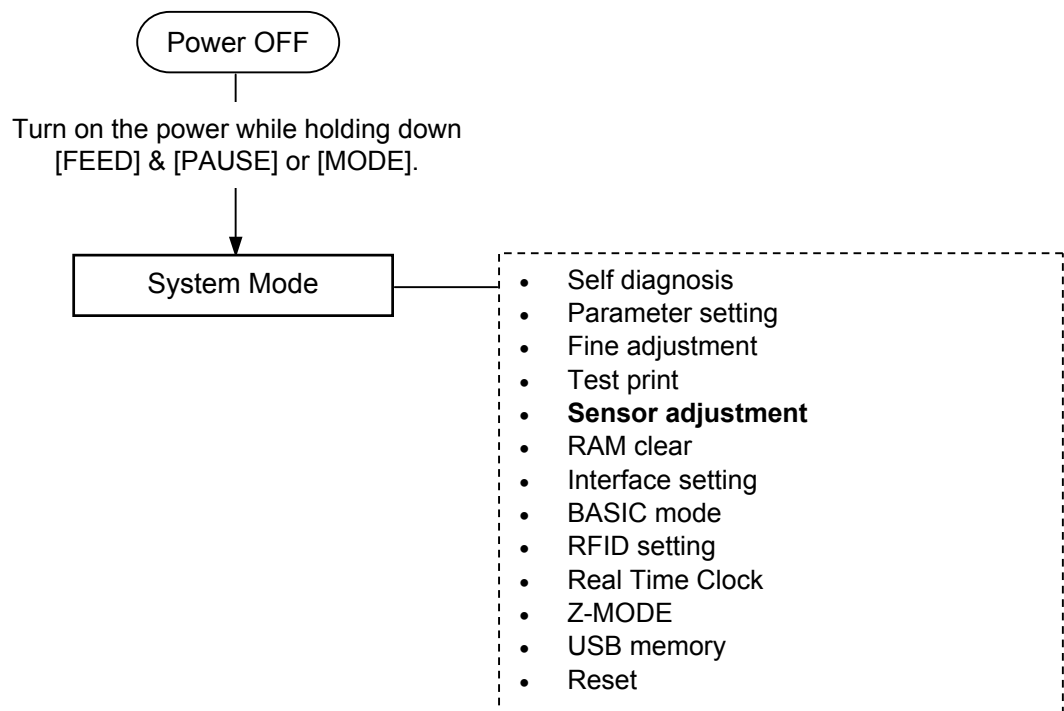 Power OFF
Turn on the power while holding down
[FEED] & [PAUSE] or [MODE].
System Mode
• Self diagnosis
• Parameter setting
• Fine adjustment
• Test print
• Sensor adjustment
• RAM clear
• Interface setting
• BASIC mode
• RFID setting
• Real Time Clock
• Z-MODE
• USB memory
• Reset